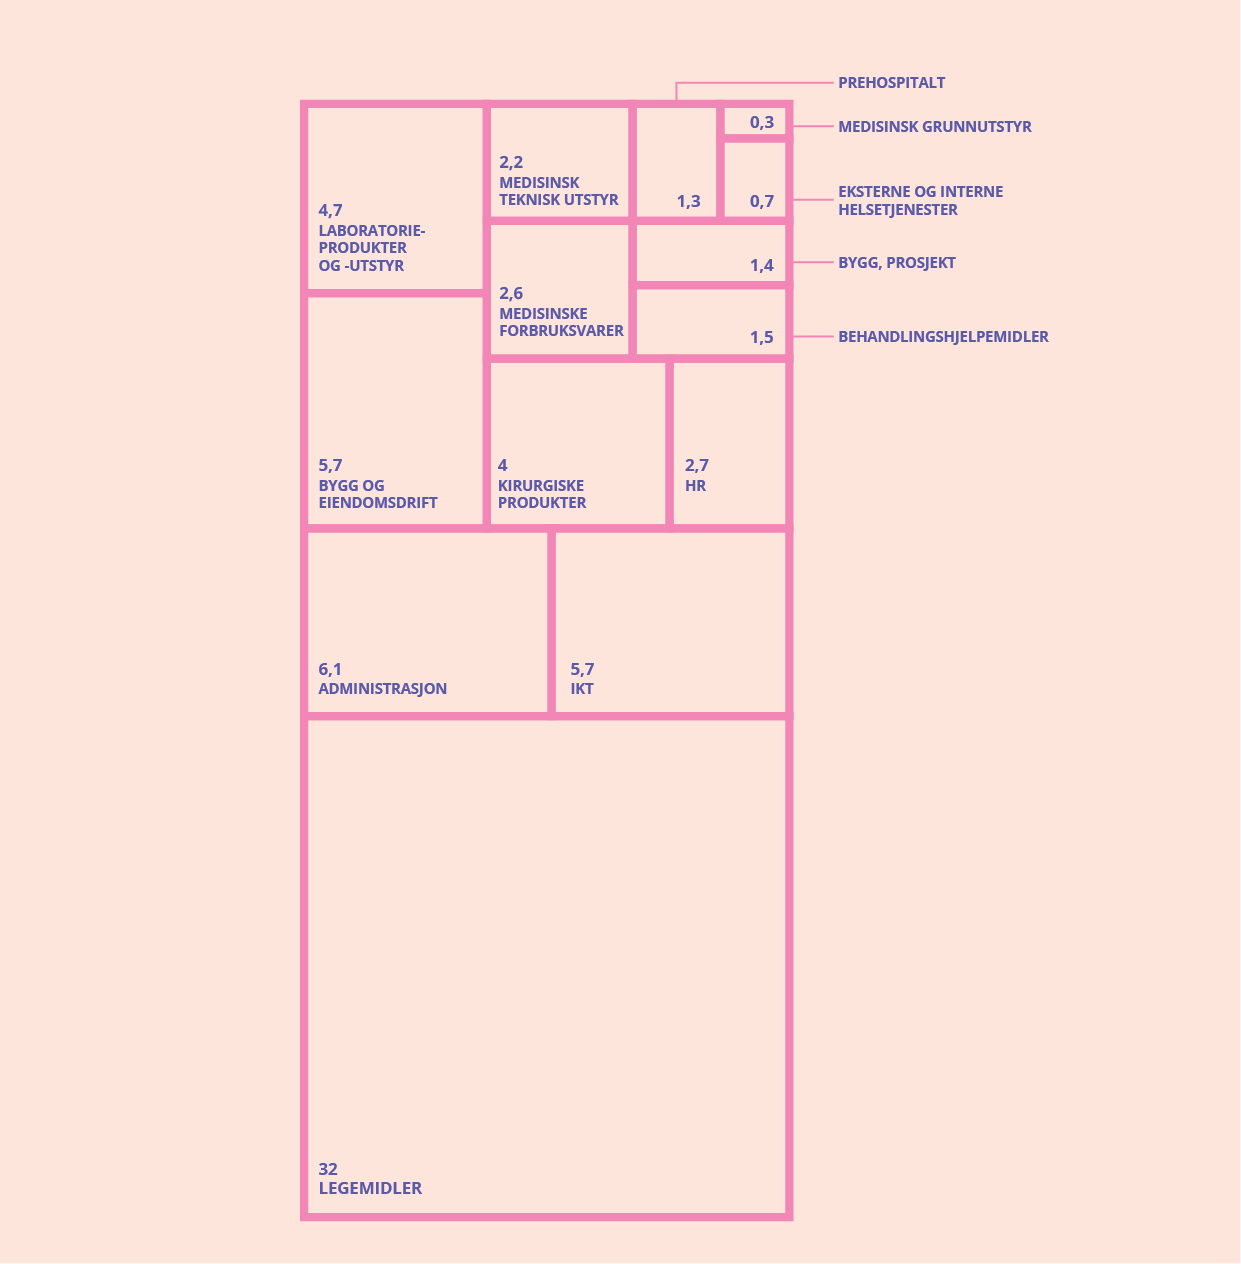 PREHOSPITALT
0,3
MEDISINSK GRUNNUTSTYR
2,2
MEDISINSK
TEKNISK UTSTYR
1,3
0,7
EKSTERNE OG INTERNE
HELSETJENESTER
4,7
LABORATORIE-
PRODUKTER
OG -UTSTYR
1,4
BYGG, PROSJEKT
2,6
MEDISINSKE
FORBRUKSVARER
1,5
BEHANDLINGSHJELPEMIDLER
5,7
BYGG OG
EIENDOMSDRIFT
4
KIRURGISKE
PRODUKTER
2,7
HR
6,1
ADMINISTRASJON
5,7
IKT
32
LEGEMIDLER